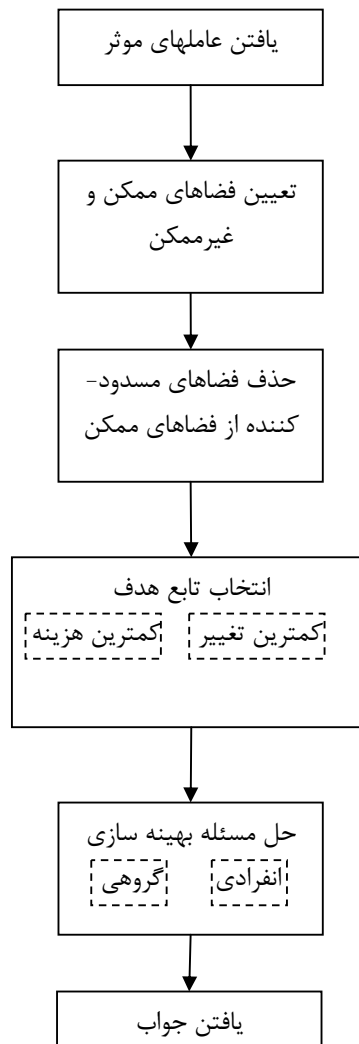 یافتن عاملهای موثر
تعیین فضاهای ممکن و
غیرممکن
حذف فضاهای مسدود-
کننده از فضاهای ممکن
انتخاب تابع هدف
کمترین تغییر
کمترین هزینه
حل مسئله بهینه سازی
انفرادی
گروهی
یافتن جواب